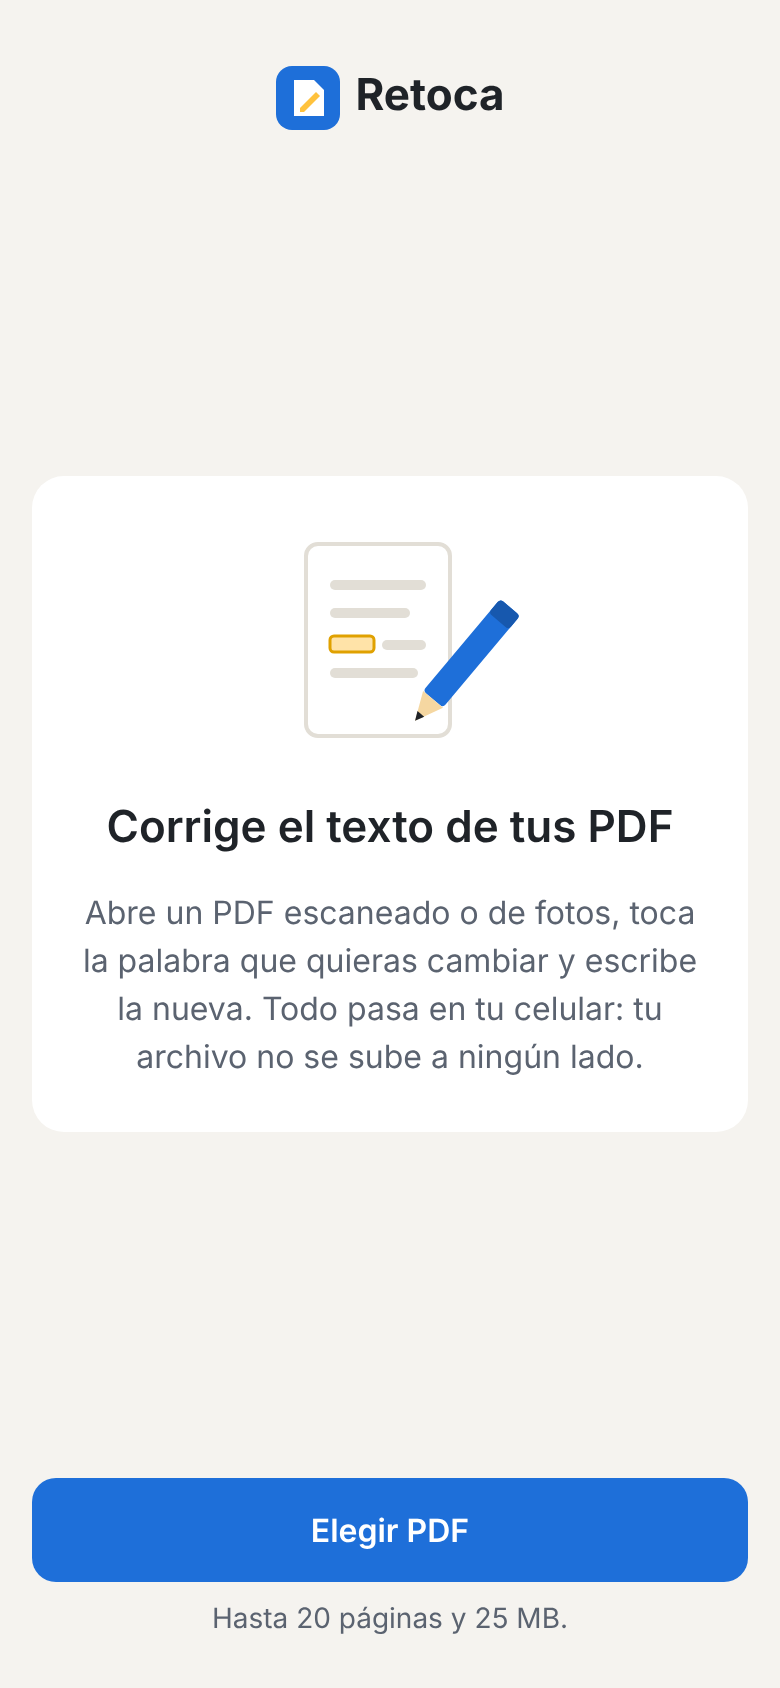 Retoca
Corrige el texto de tus PDF
Abre un PDF escaneado o de fotos, toca
la palabra que quieras cambiar y escribe
la nueva. Todo pasa en tu celular: tu
archivo no se sube a ningún lado.
Elegir PDF
Hasta 20 páginas y 25 MB.